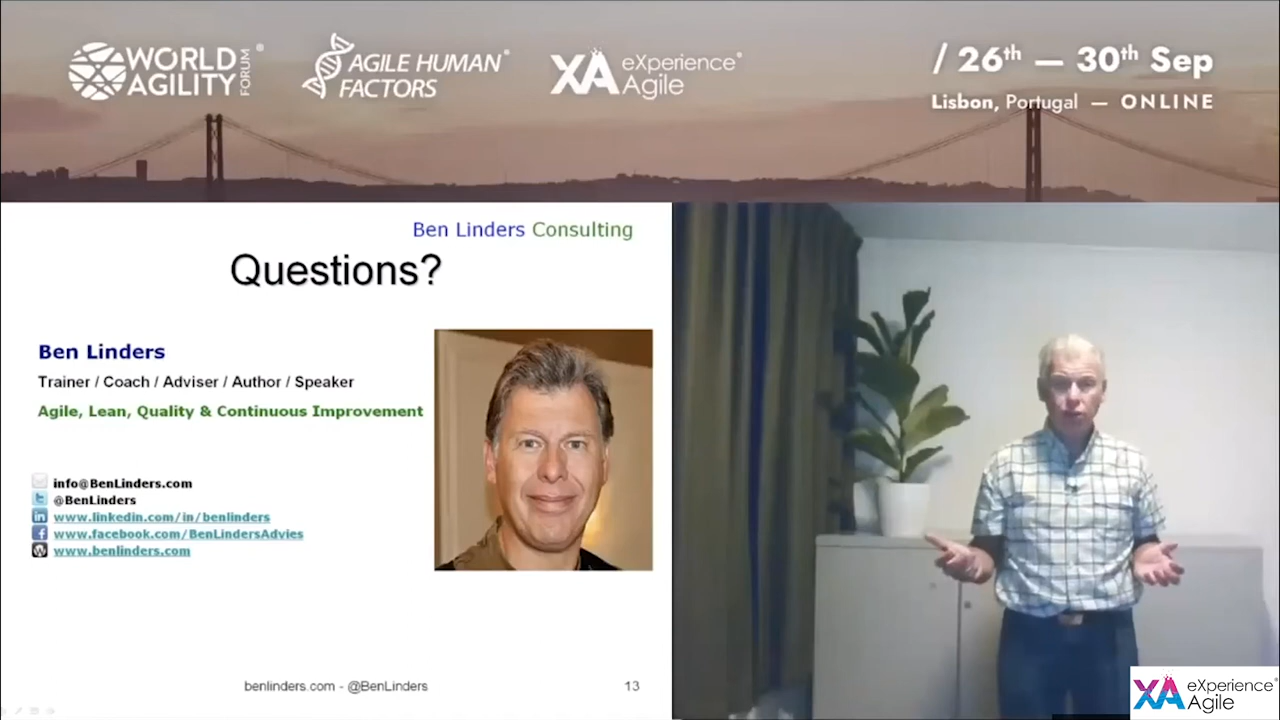 WORLD AGILITY FORUM®
AGILE HUMAN® FACTORS
XA eXperience® Agile
/ 26th — 30th Sep
Lisbon, Portugal — ONLINE
Ben Linders Consulting
Questions?
Ben Linders
Trainer / Coach / Adviser / Author / Speaker
Agile, Lean, Quality & Continuous Improvement
info@BenLinders.com
@BenLinders
www.linkedin.com/in/benlinders
www.facebook.com/BenLindersAdvies
www.benlinders.com
benlinders.com - @BenLinders
13
XA eXperience® Agile